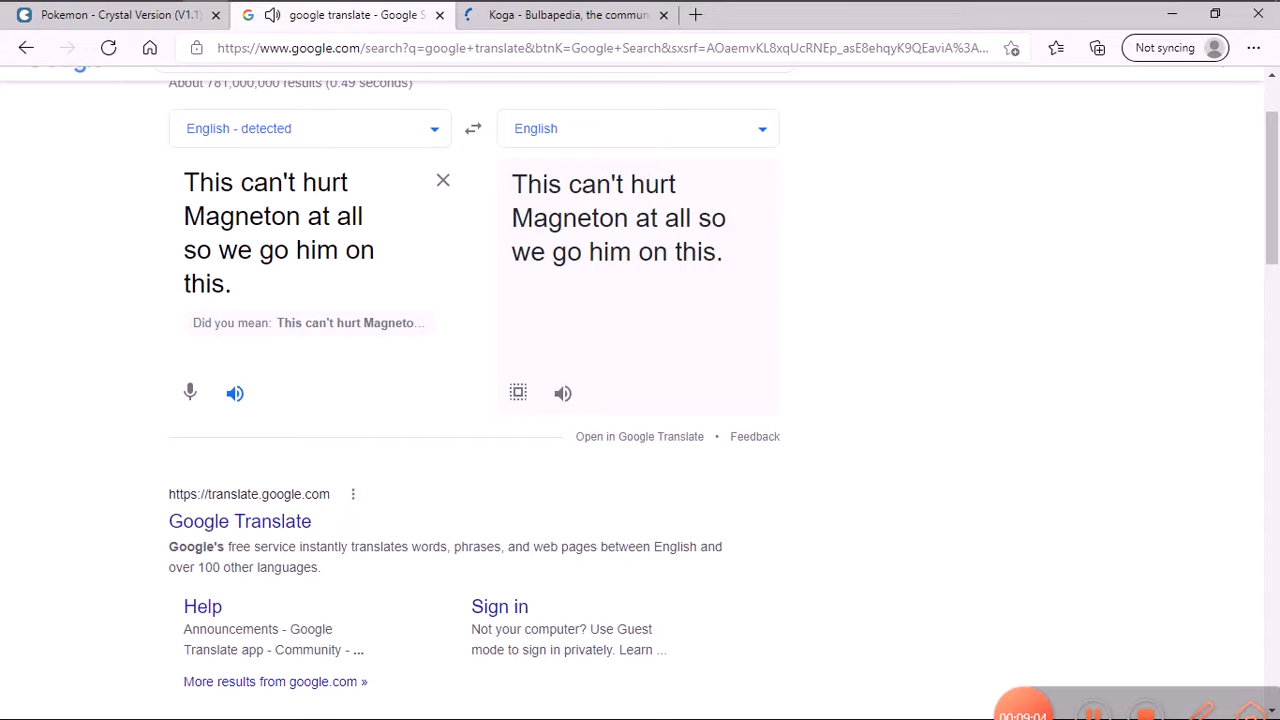 Pokemon - Crystal Version (V1.1)
google translate - Google S
Koga - Bulbapedia, the commun
https://www.google.com/search?q=google+translate&btnK=Google+Search&sxsrf=AOaemvKL8xqUcRNEp_asE8ehqyK9QEaviA%3A...
Not syncing
About 781,000,000 results (0.49 seconds)
English - detected
English
This can't hurt
Magneton at all
so we go him on
this.
This can't hurt
Magneton at all so
we go him on this.
Did you mean: This can't hurt Magneto...
Open in Google Translate • Feedback
https://translate.google.com
Google Translate
Google's free service instantly translates words, phrases, and web pages between English and
over 100 other languages.
Help
Announcements - Google
Translate app - Community - ...
Sign in
Not your computer? Use Guest
mode to sign in privately. Learn ...
More results from google.com »
00:09:04